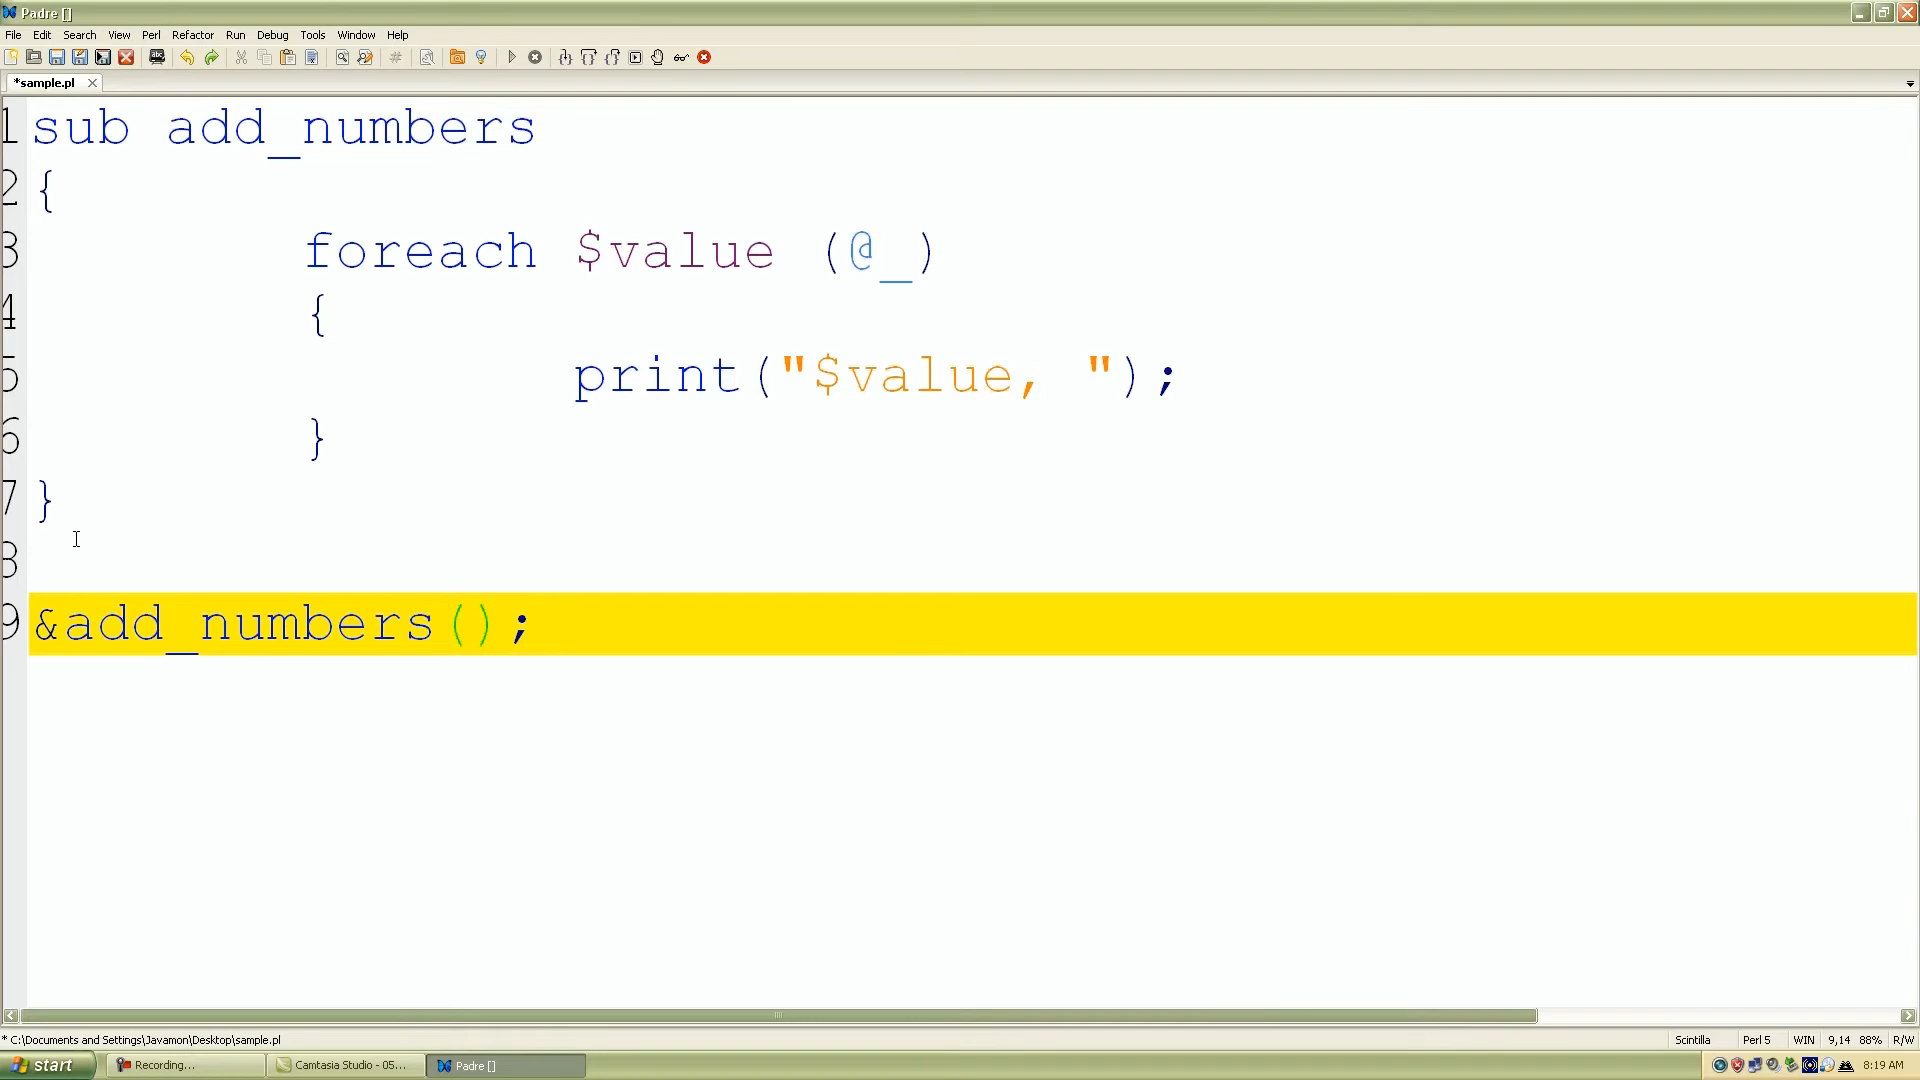 Padre []
File Edit Search View Perl Refactor Run Debug Tools Window Help
*sample.pl
1 sub add_numbers
2 {
3 foreach $value (@_)
4 {
5 print("$value, ");
6 }
7 }
8
9 &add_numbers();
* C:\Documents and Settings\Javamon\Desktop\sample.pl Scintilla Perl 5 WIN 9,14 88% R/W
start Recording... Camtasia Studio - 05... Padre [] 8:19 AM